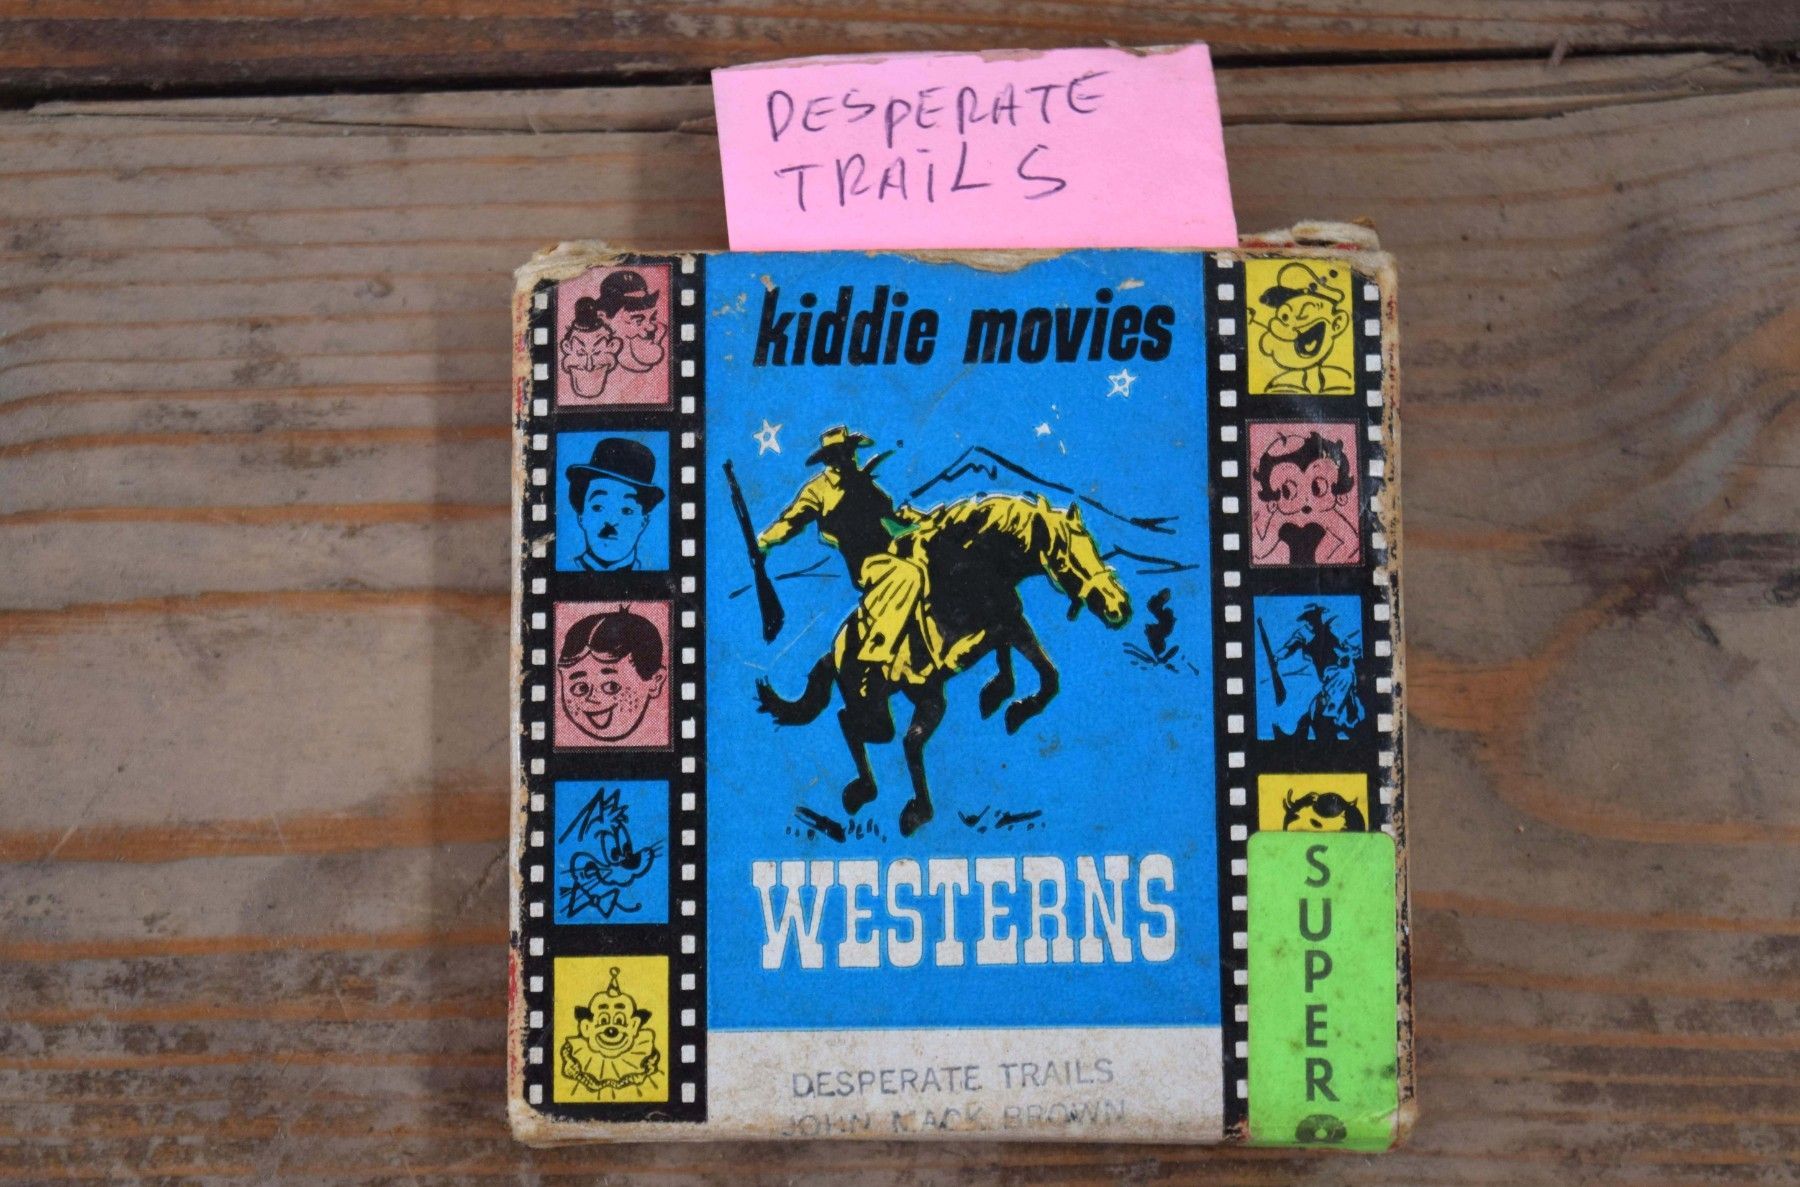 DESPERATE
TRAiLS
kiddie movies
WESTERNS
DESPERATE TRAILS
JOHN MACK BROWN
SUPER